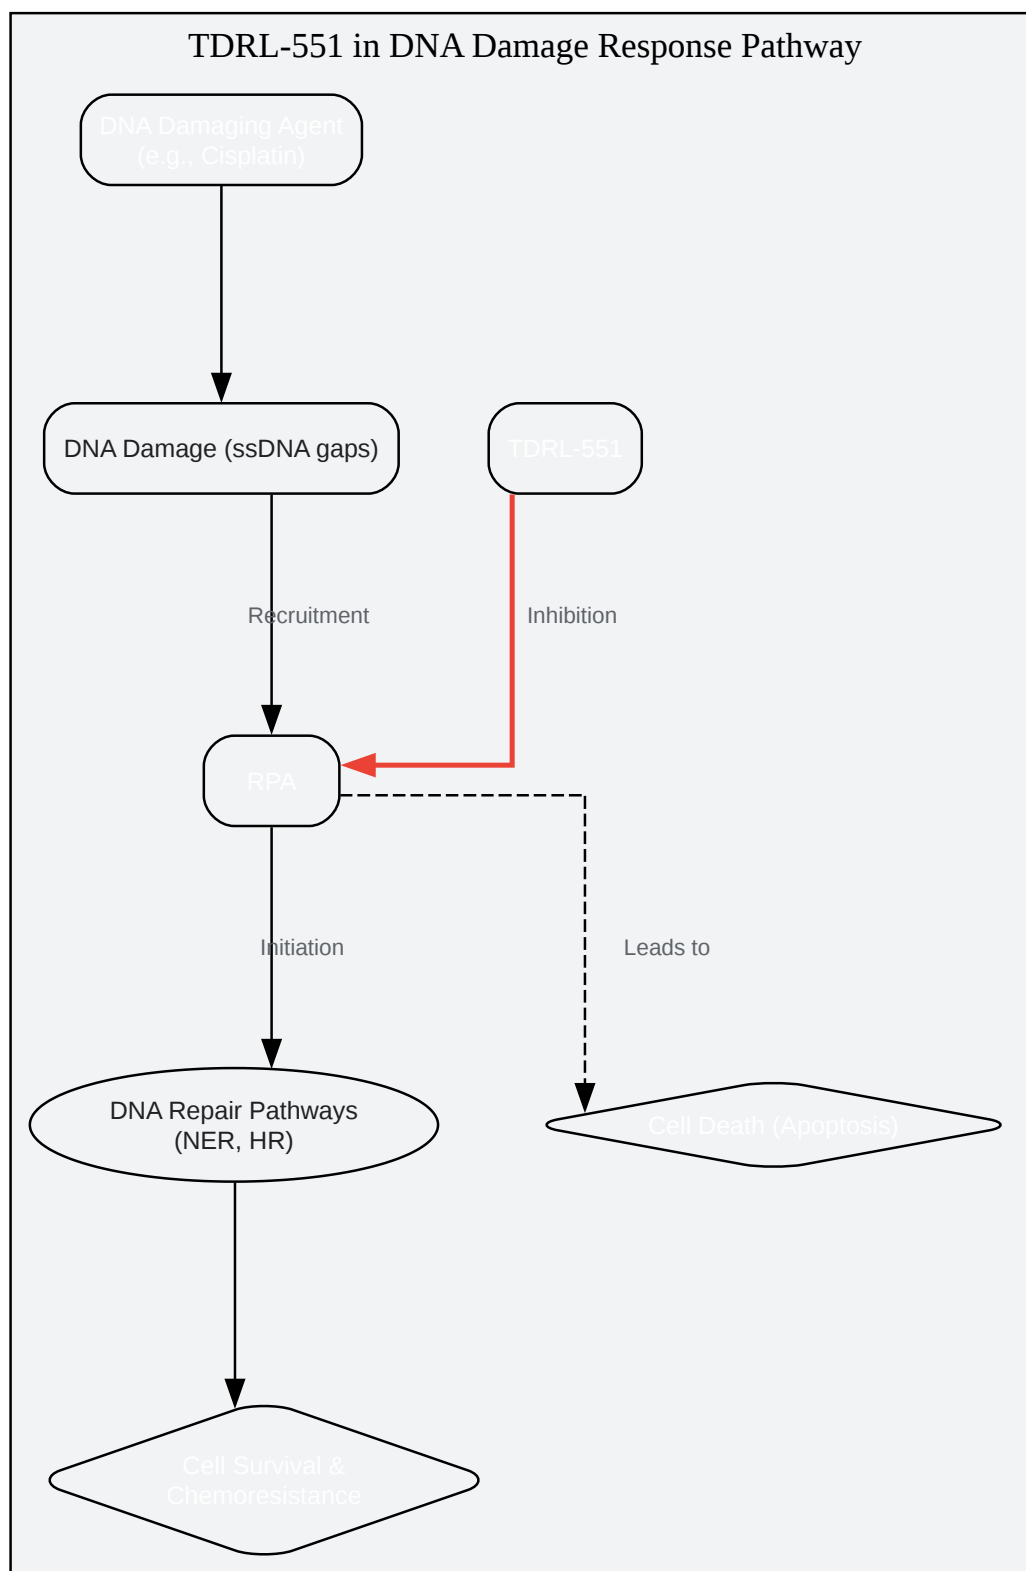 TDRL-551 in DNA Damage Response Pathway
DNA Damaging Agent
(e.g., Cisplatin)
DNA Damage (ssDNA gaps)
TDRL-551
Recruitment
Inhibition
RPA
Initiation
Leads to
DNA Repair Pathways
(NER, HR)
Cell Death (Apoptosis)
Cell Survival &
Chemoresistance